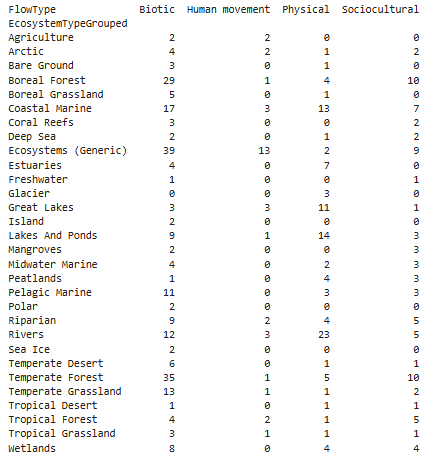 FlowType Biotic Human movement Physical Sociocultural
EcosystemTypeGrouped
Agriculture 2 2 0 0
Arctic 4 2 1 2
Bare Ground 3 0 1 0
Boreal Forest 29 1 4 10
Boreal Grassland 5 0 1 0
Coastal Marine 17 3 13 7
Coral Reefs 3 0 0 2
Deep Sea 2 0 1 2
Ecosystems (Generic) 39 13 2 9
Estuaries 4 0 7 0
Freshwater 1 0 0 1
Glacier 0 0 3 0
Great Lakes 3 3 11 1
Island 2 0 0 0
Lakes And Ponds 9 1 14 3
Mangroves 2 0 0 3
Midwater Marine 4 0 2 3
Peatlands 1 0 4 3
Pelagic Marine 11 0 3 3
Polar 2 0 0 0
Riparian 9 2 4 5
Rivers 12 3 23 5
Sea Ice 2 0 0 0
Temperate Desert 6 0 1 1
Temperate Forest 35 1 5 10
Temperate Grassland 13 1 1 2
Tropical Desert 1 0 1 1
Tropical Forest 4 2 1 5
Tropical Grassland 3 1 1 1
Wetlands 8 0 4 4